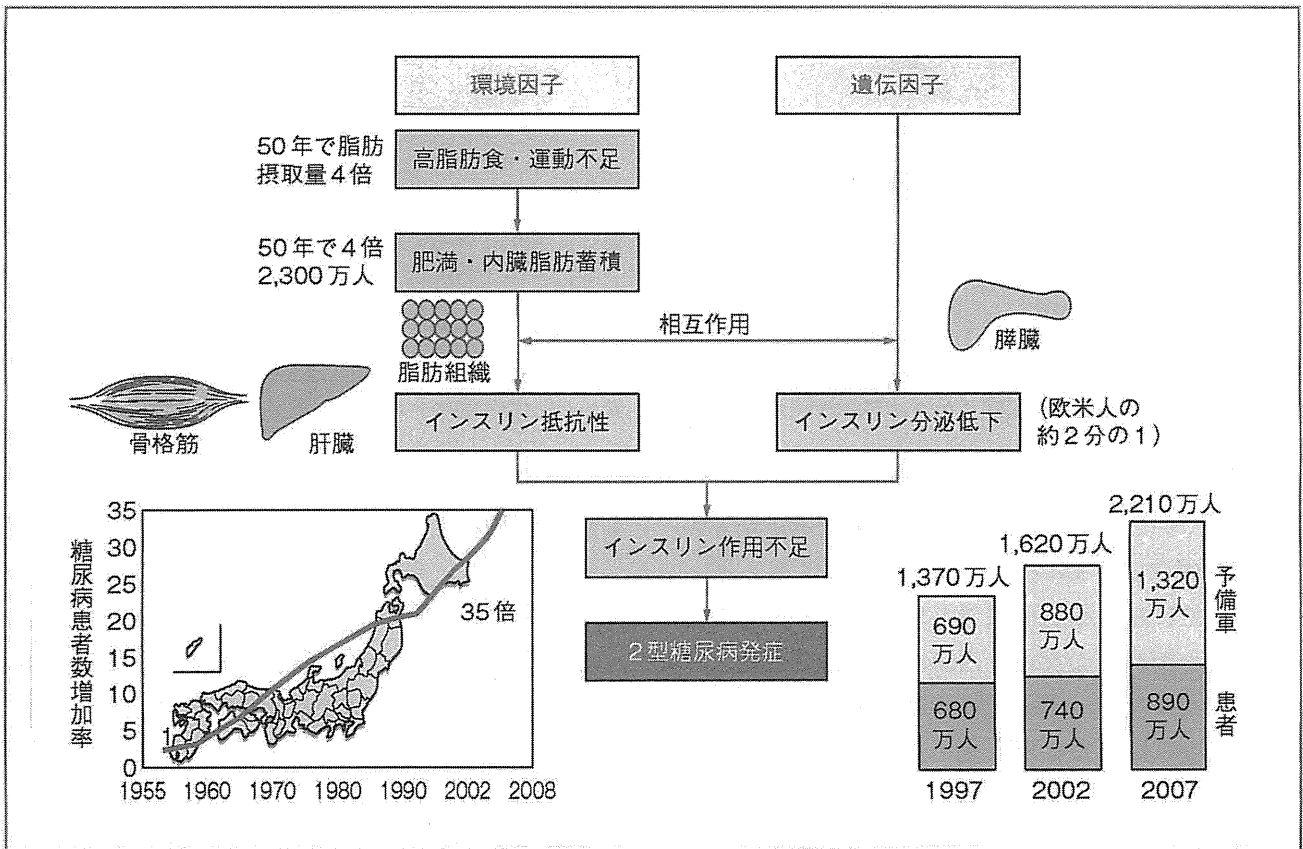 環境因子
遺伝因子
50年で脂肪
摂取量4倍
高脂肪食・運動不足
50年で4倍
2,300万人
肥満・内臓脂肪蓄積
相互作用
膵臓
脂肪組織
骨格筋
肝臓
インスリン抵抗性
インスリン分泌低下
(欧米人の
約2分の1)
インスリン作用不足
2型糖尿病発症
糖尿病患者数増加率
35
30
25
20
15
10
5
0
1
35倍
1955 1960 1970 1980 1990 2002 2008
1,370万人
690
万人
680
万人
1997
1,620万人
880
万人
740
万人
2002
2,210万人
1,320
万人
890
万人
2007
予備軍
患者